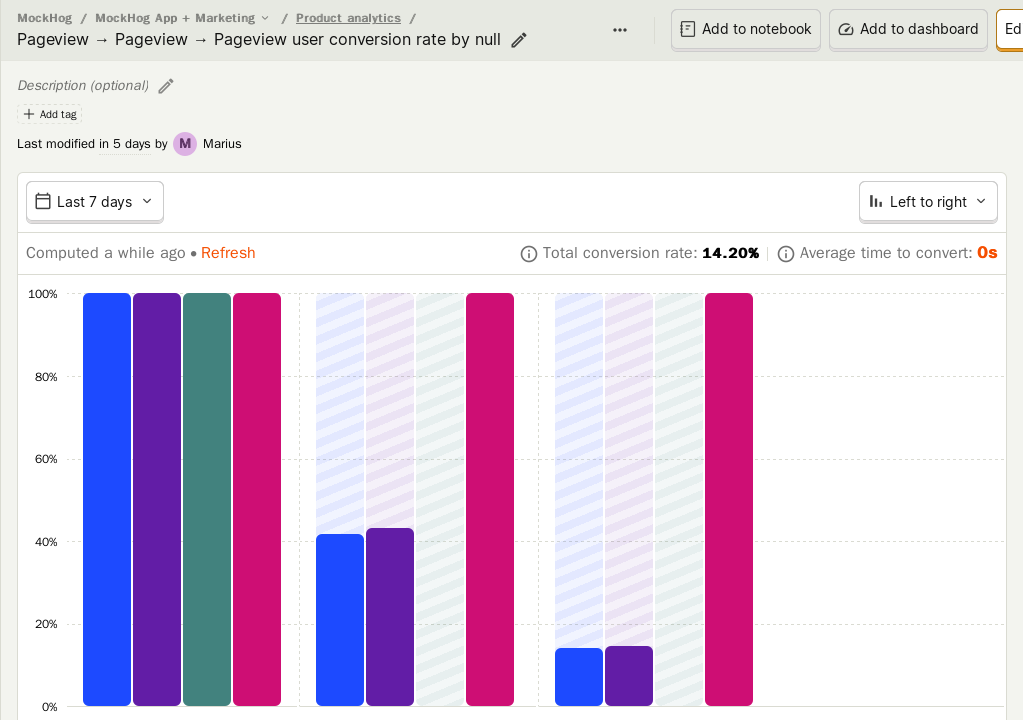 MockHog / MockHog App + Marketing / Product analytics /
Pageview → Pageview → Pageview user conversion rate by null
Add to notebook
Add to dashboard
Ed
Description (optional)
Add tag
Last modified in 5 days by M Marius
Last 7 days
Left to right
Computed a while ago • Refresh
Total conversion rate: 14.20%
Average time to convert: 0s
100%
80%
60%
40%
20%
0%